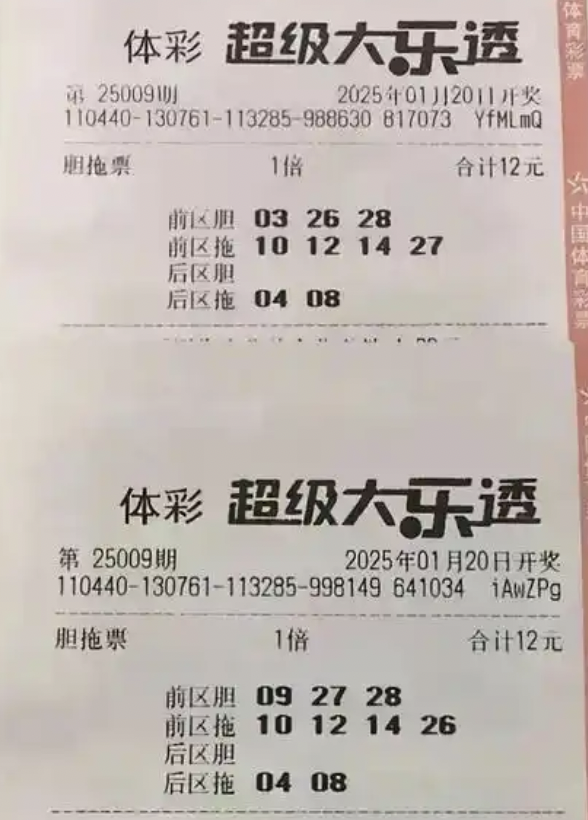 体彩 超级大乐透
第 25009期 2025年01月20日开奖
110440-130761-113285-988630 817073 YfMLmQ
胆拖票 1倍 合计12元
前区胆 03 26 28
前区拖 10 12 14 27
后区胆
后区拖 04 08
体彩 超级大乐透
第 25009期 2025年01月20日开奖
110440-130761-113285-998149 641034 iAwZPg
胆拖票 1倍 合计12元
前区胆 09 27 28
前区拖 10 12 14 26
后区胆
后区拖 04 08
体育彩票
中国体育彩票